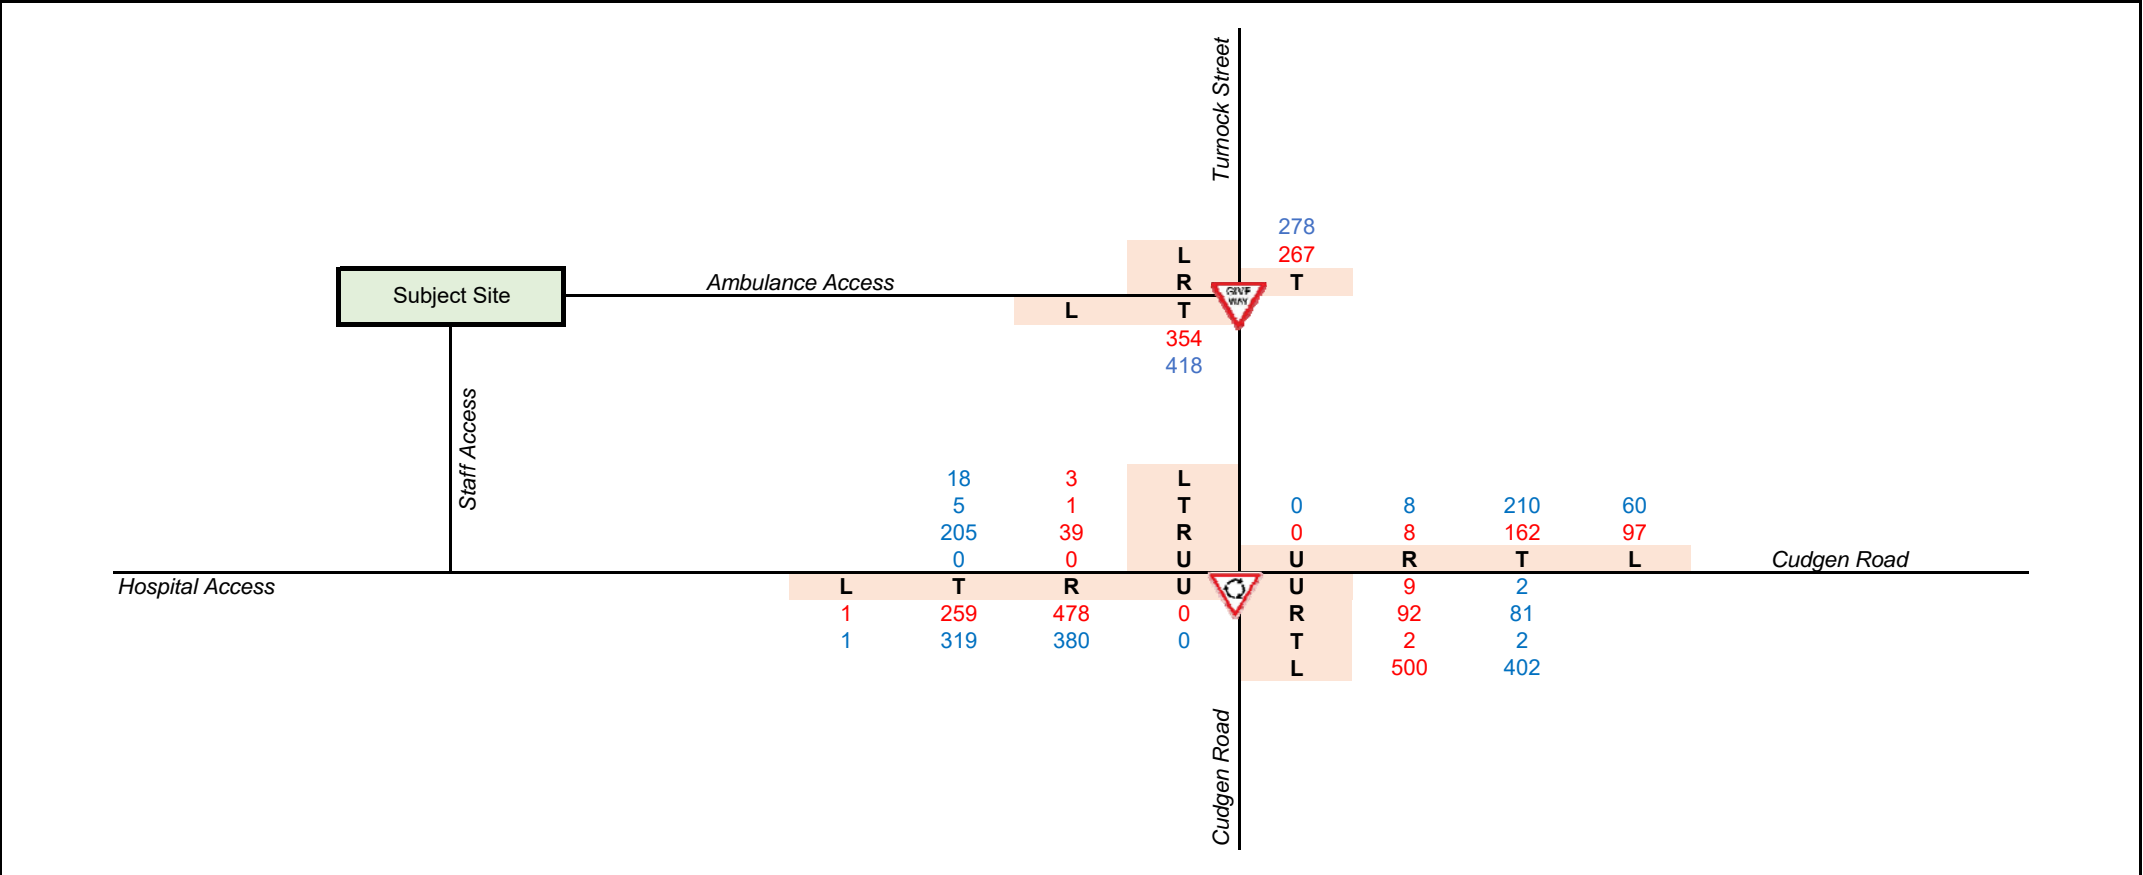 Turnock Street
278
L 267
Ambulance Access R T
Subject Site
GIVE
WAY
L T
354
418
Staff Access
18 3 L
5 1 T 0 8 210 60
205 39 R 0 8 162 97
0 0 U U R T L Cudgen Road
Hospital Access L T R U U 9 2
1 259 478 0 R 92 81
1 319 380 0 T 2 2
L 500 402
Cudgen Road